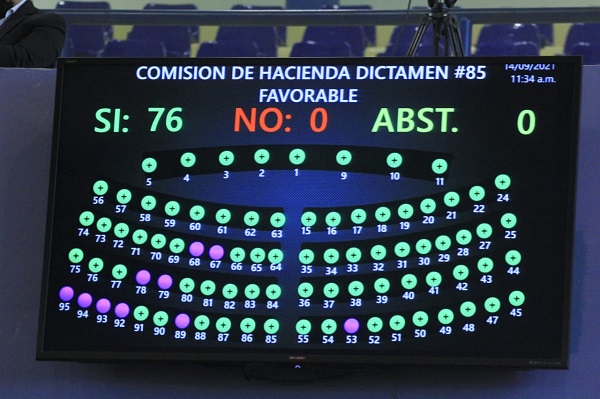 14/09/2021
COMISION DE HACIENDA DICTAMEN #85
11:34 a.m.
FAVORABLE
SI: 76 NO: 0 ABST. 0
5 4 3 2 1 9 10 11
56 57 58 59 60 61 62 63 15 16 17 18 19 20 21 22 24
74 73 72 71 70 69 68 67 66 65 64 35 34 33 32 31 30 29 28 27 25
75 76 77 78 79 80 81 82 83 84 36 37 38 39 40 41 42 43 44
95 94 93 92 91 90 89 88 87 86 85 55 54 53 52 51 50 49 48 47 45